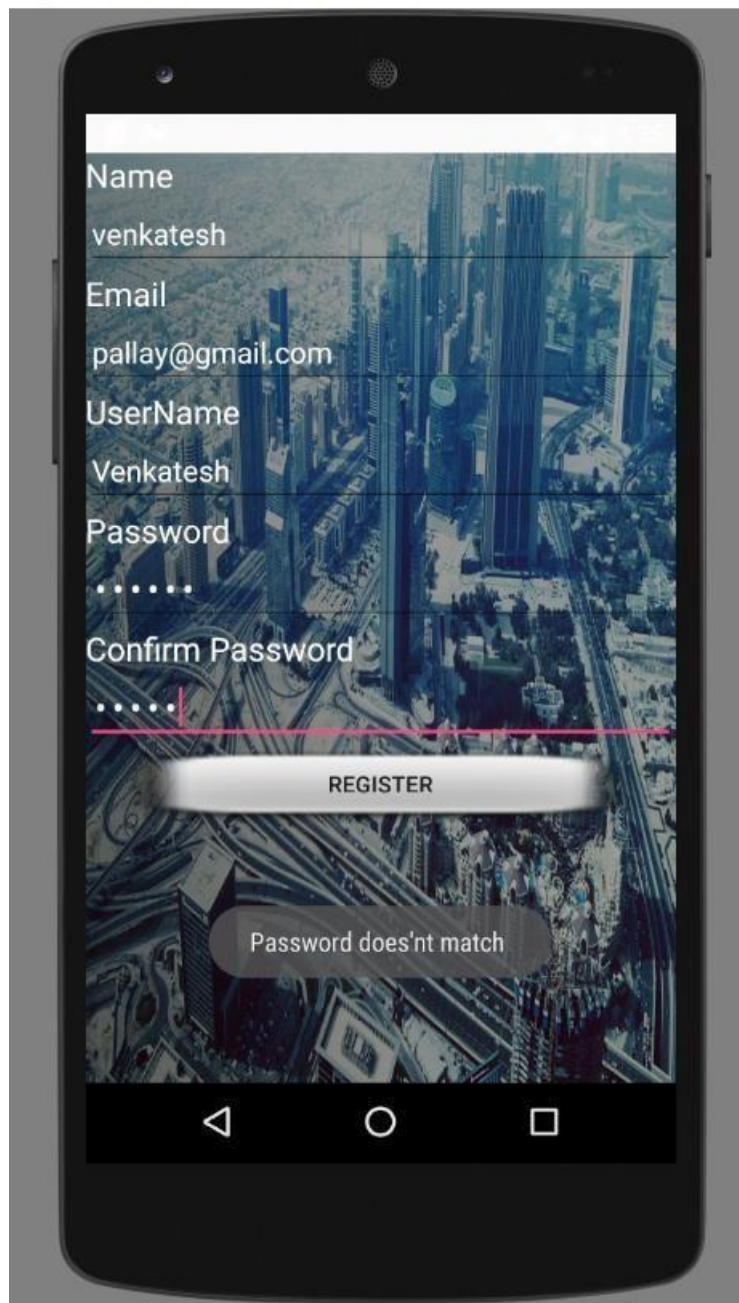 Name
venkatesh
Email
pallay@gmail.com
UserName
Venkatesh
Password
••••••
Confirm Password
•••••
REGISTER
Password does'nt match